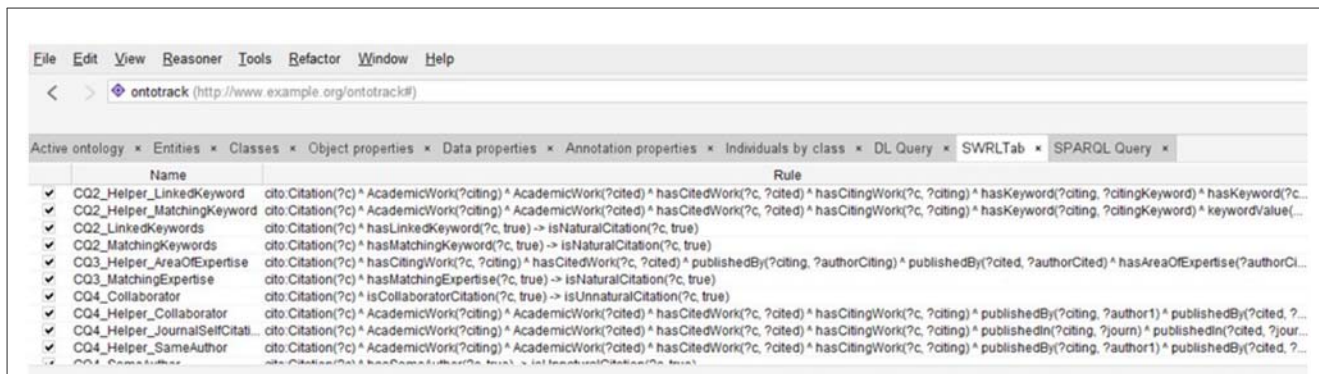 File Edit View Reasoner Tools Refactor Window Help
< > ontotrack (http://www.example.org/ontotrack#)
Active ontology × Entities × Classes × Object properties × Data properties × Annotation properties × Individuals by class × DL Query × SWRLTab × SPARQL Query ×
Name Rule
CQ2_Helper_LinkedKeyword cito:Citation(?c) ^ AcademicWork(?citing) ^ AcademicWork(?cited) ^ hasCitedWork(?c, ?cited) ^ hasCitingWork(?c, ?citing) ^ hasKeyword(?citing, ?citingKeyword) ^ hasKeyword(?c...
CQ2_Helper_MatchingKeyword cito:Citation(?c) ^ AcademicWork(?citing) ^ AcademicWork(?cited) ^ hasCitedWork(?c, ?cited) ^ hasCitingWork(?c, ?citing) ^ hasKeyword(?citing, ?citingKeyword) ^ keywordValue(...
CQ2_LinkedKeywords cito:Citation(?c) ^ hasLinkedKeyword(?c, true) -> isNaturalCitation(?c, true)
CQ2_MatchingKeywords cito:Citation(?c) ^ hasMatchingKeyword(?c, true) -> isNaturalCitation(?c, true)
CQ3_Helper_AreaOfExpertise cito:Citation(?c) ^ hasCitingWork(?c, ?citing) ^ hasCitedWork(?c, ?cited) ^ publishedBy(?citing, ?authorCiting) ^ publishedBy(?cited, ?authorCited) ^ hasAreaOfExpertise(?authorCi...
CQ3_MatchingExpertise cito:Citation(?c) ^ hasMatchingExpertise(?c, true) -> isNaturalCitation(?c, true)
CQ4_Collaborator cito:Citation(?c) ^ isCollaboratorCitation(?c, true) -> isUnnaturalCitation(?c, true)
CQ4_Helper_Collaborator cito:Citation(?c) ^ AcademicWork(?citing) ^ AcademicWork(?cited) ^ hasCitedWork(?c, ?cited) ^ hasCitingWork(?c, ?citing) ^ publishedBy(?citing, ?author1) ^ publishedBy(?cited, ?...
CQ4_Helper_JournalSelfCitati... cito:Citation(?c) ^ AcademicWork(?citing) ^ AcademicWork(?cited) ^ hasCitedWork(?c, ?cited) ^ hasCitingWork(?c, ?citing) ^ publishedIn(?citing, ?journ) ^ publishedIn(?cited, ?jour...
CQ4_Helper_SameAuthor cito:Citation(?c) ^ AcademicWork(?citing) ^ AcademicWork(?cited) ^ hasCitedWork(?c, ?cited) ^ hasCitingWork(?c, ?citing) ^ publishedBy(?citing, ?author1) ^ publishedBy(?cited, ?...